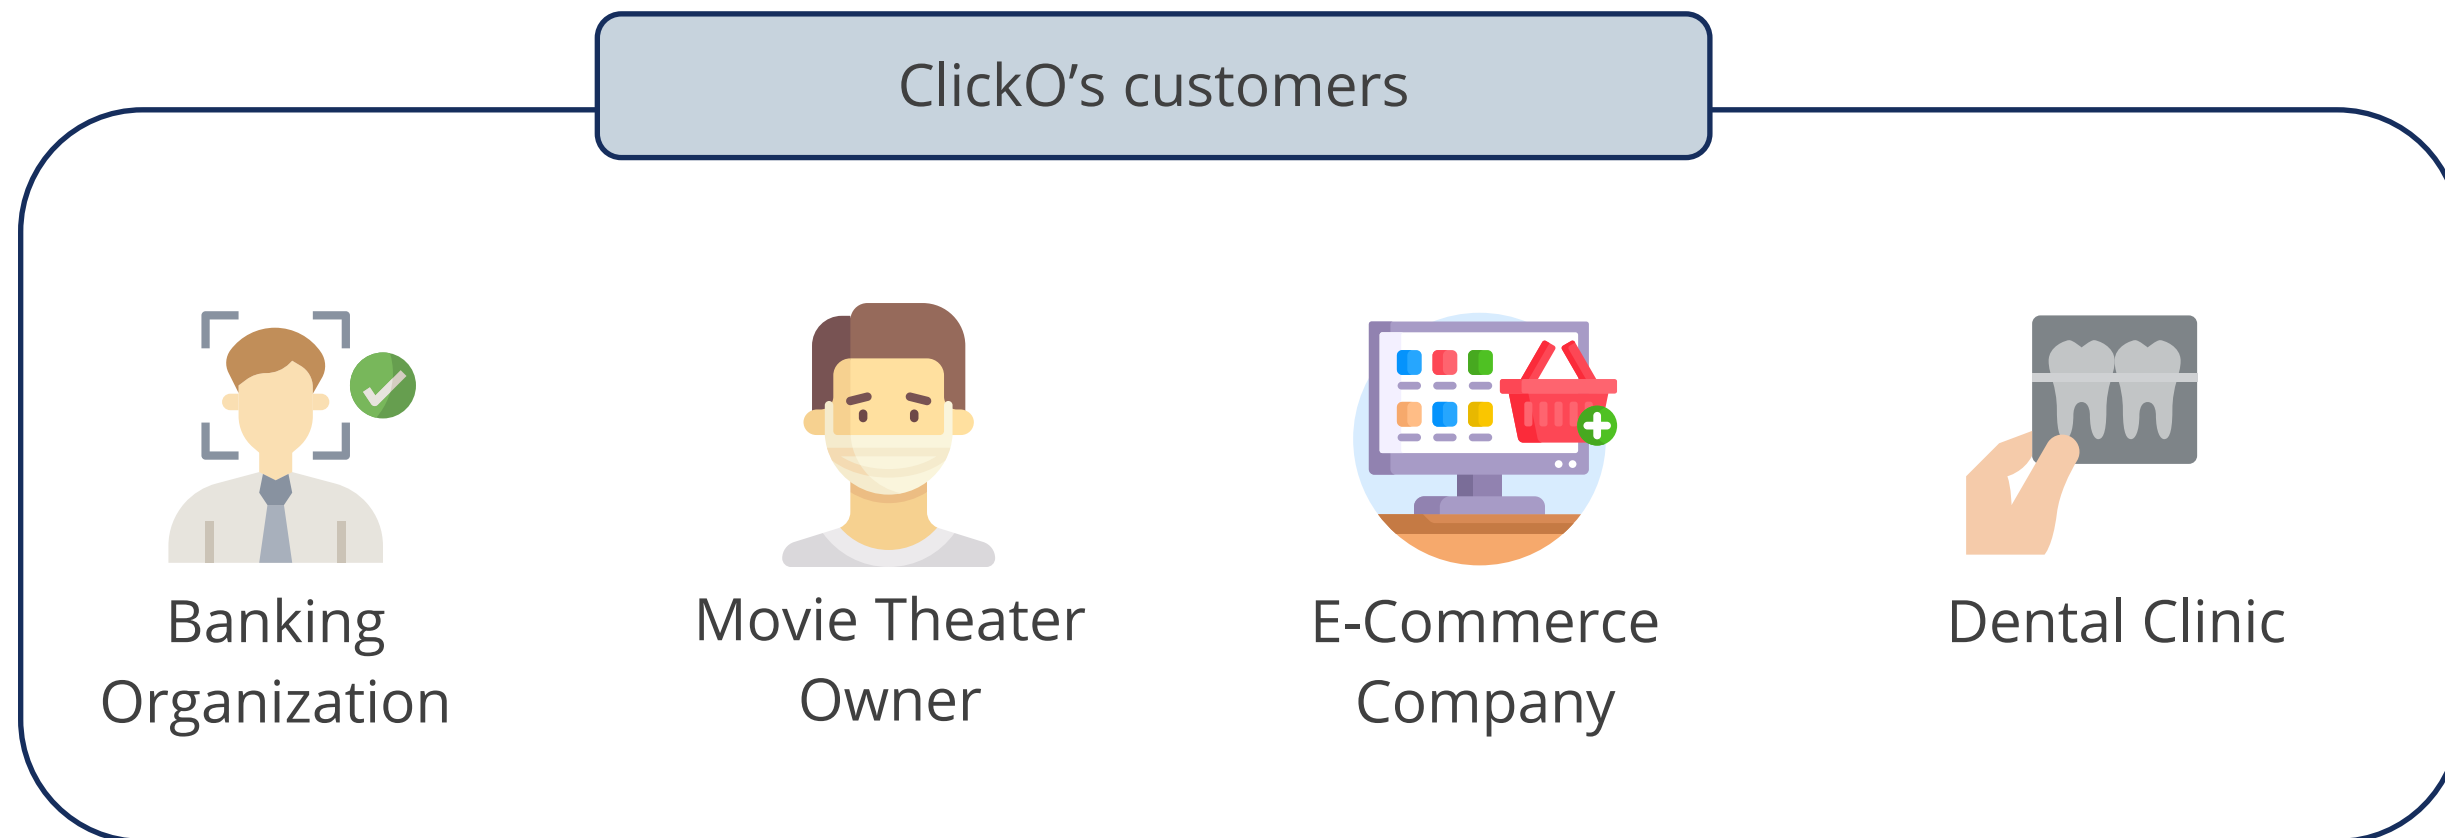 ClickO’s customers
Banking
Organization
Movie Theater
Owner
E-Commerce
Company
Dental Clinic